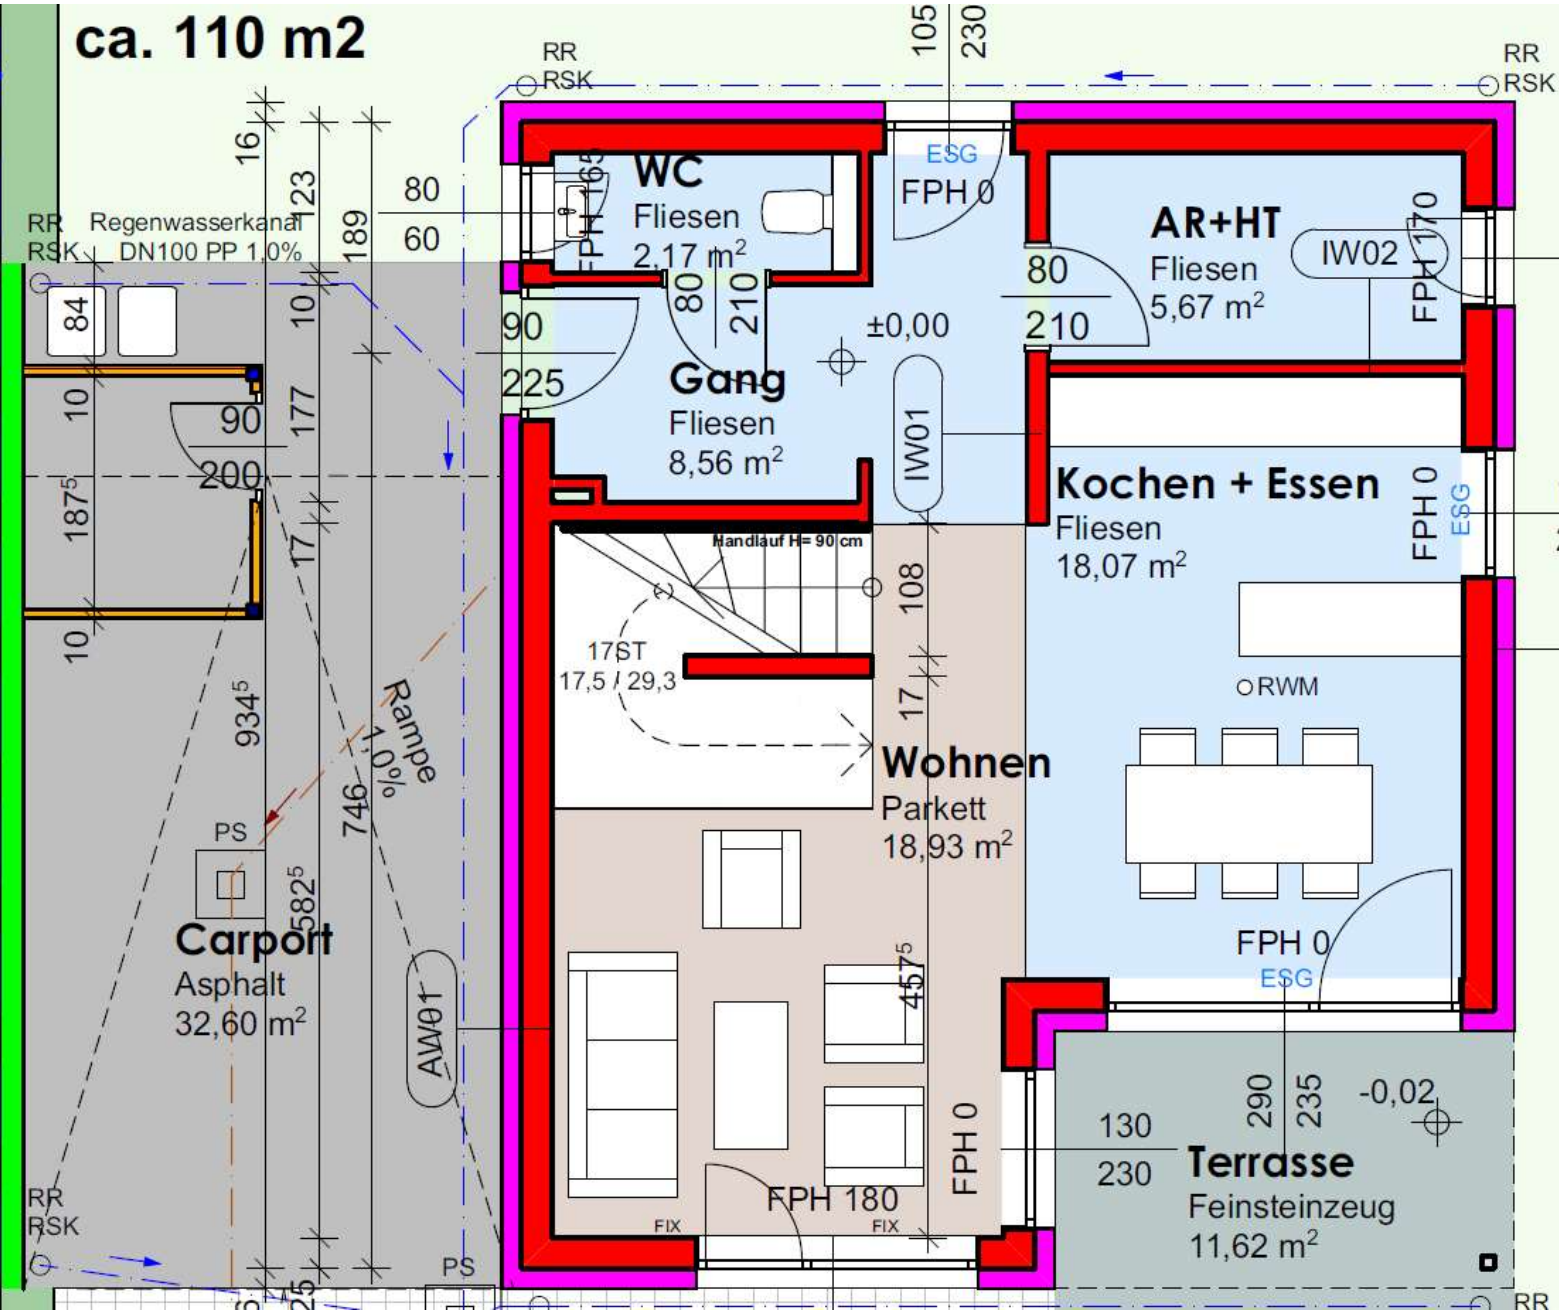 ca. 110 m2
RR
RSK
105
230
RR
RSK
16
123
189
80
60
FPH 165
WC
Fliesen
2,17 m²
ESG
FPH 0
AR+HT
Fliesen
5,67 m²
IW02
FPH 170
RR
RSK
Regenwasserkanal
DN100 PP 1,0%
84
10
90
225
80
210
±0,00
80
210
Gang
Fliesen
8,56 m²
IW01
10
177
90
200
187⁵
17
Kochen + Essen
Fliesen
18,07 m²
FPH 0
ESG
Handlauf H= 90 cm
108
10
17ST
17,5 / 29,3
17
RWM
934⁵
Rampe
1,0%
746
Wohnen
Parkett
18,93 m²
PS
582⁵
Carport
Asphalt
32,60 m²
AW01
457⁵
FPH 0
ESG
290
235
-0,02
130
230
FPH 0
Terrasse
Feinsteinzeug
11,62 m²
FPH 180
FIX
FIX
RR
RSK
PS
25
RR